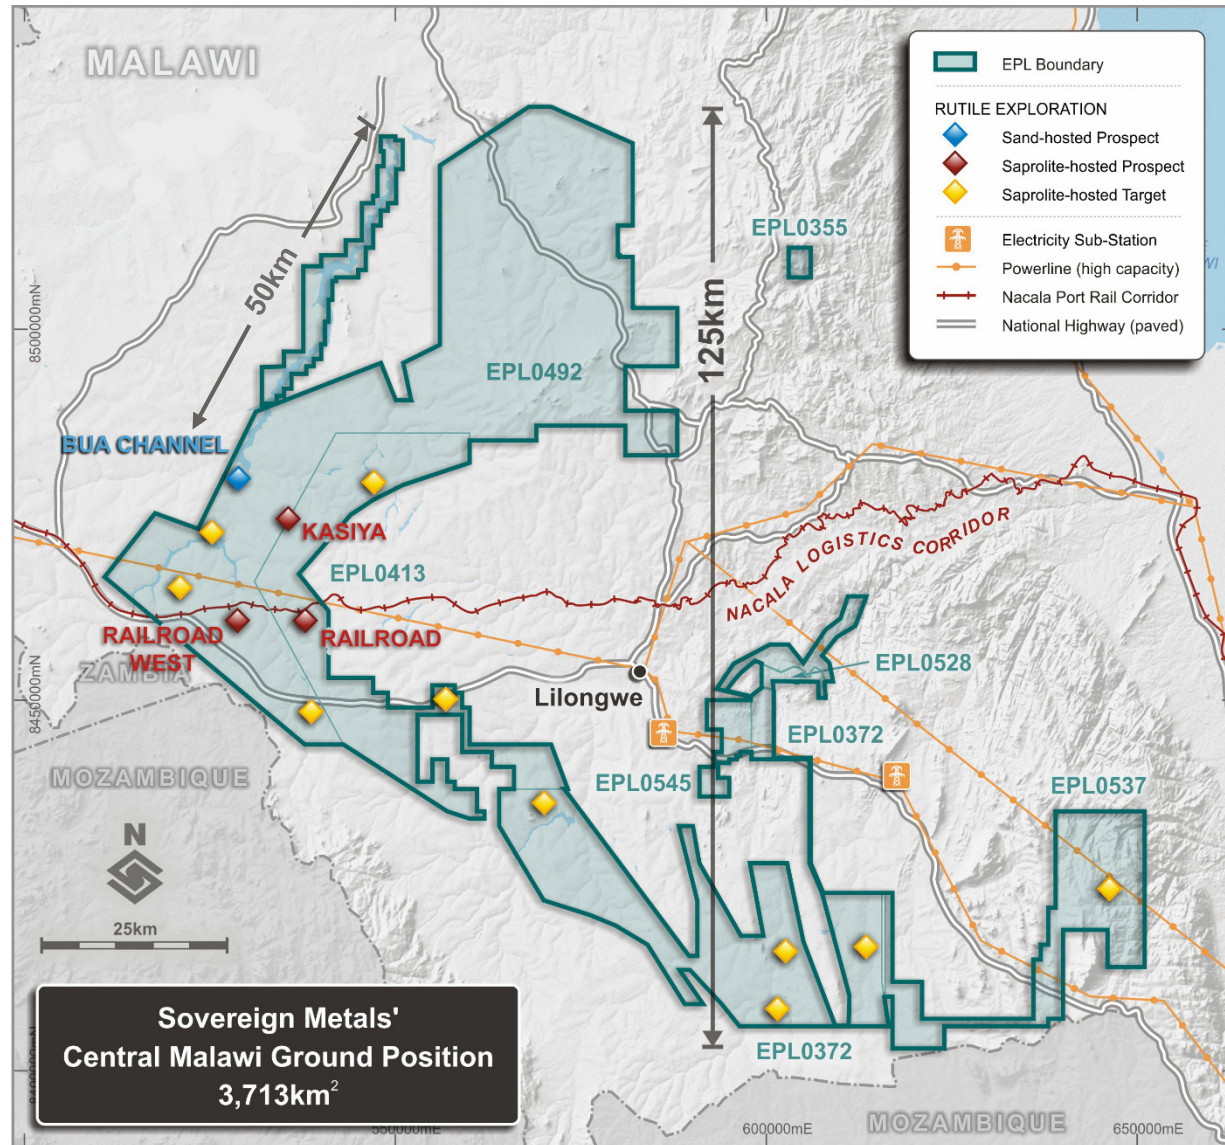 MALAWI
50km
125km
EPL0355
EPL0492
BUA CHANNEL
KASIYA
EPL0413
RAILROAD
WEST
RAILROAD
ZAMBIA
NACALA LOGISTICS CORRIDOR
Lilongwe
EPL0528
EPL0372
EPL0545
EPL0537
MOZAMBIQUE
N
25km
EPL0372
MOZAMBIQUE
EPL Boundary
RUTILE EXPLORATION
Sand-hosted Prospect
Saprolite-hosted Prospect
Saprolite-hosted Target
Electricity Sub-Station
Powerline (high capacity)
Nacala Port Rail Corridor
National Highway (paved)
Sovereign Metals'
Central Malawi Ground Position
3,713km²
8500000mN
8450000mN
550000mE
600000mE
650000mE